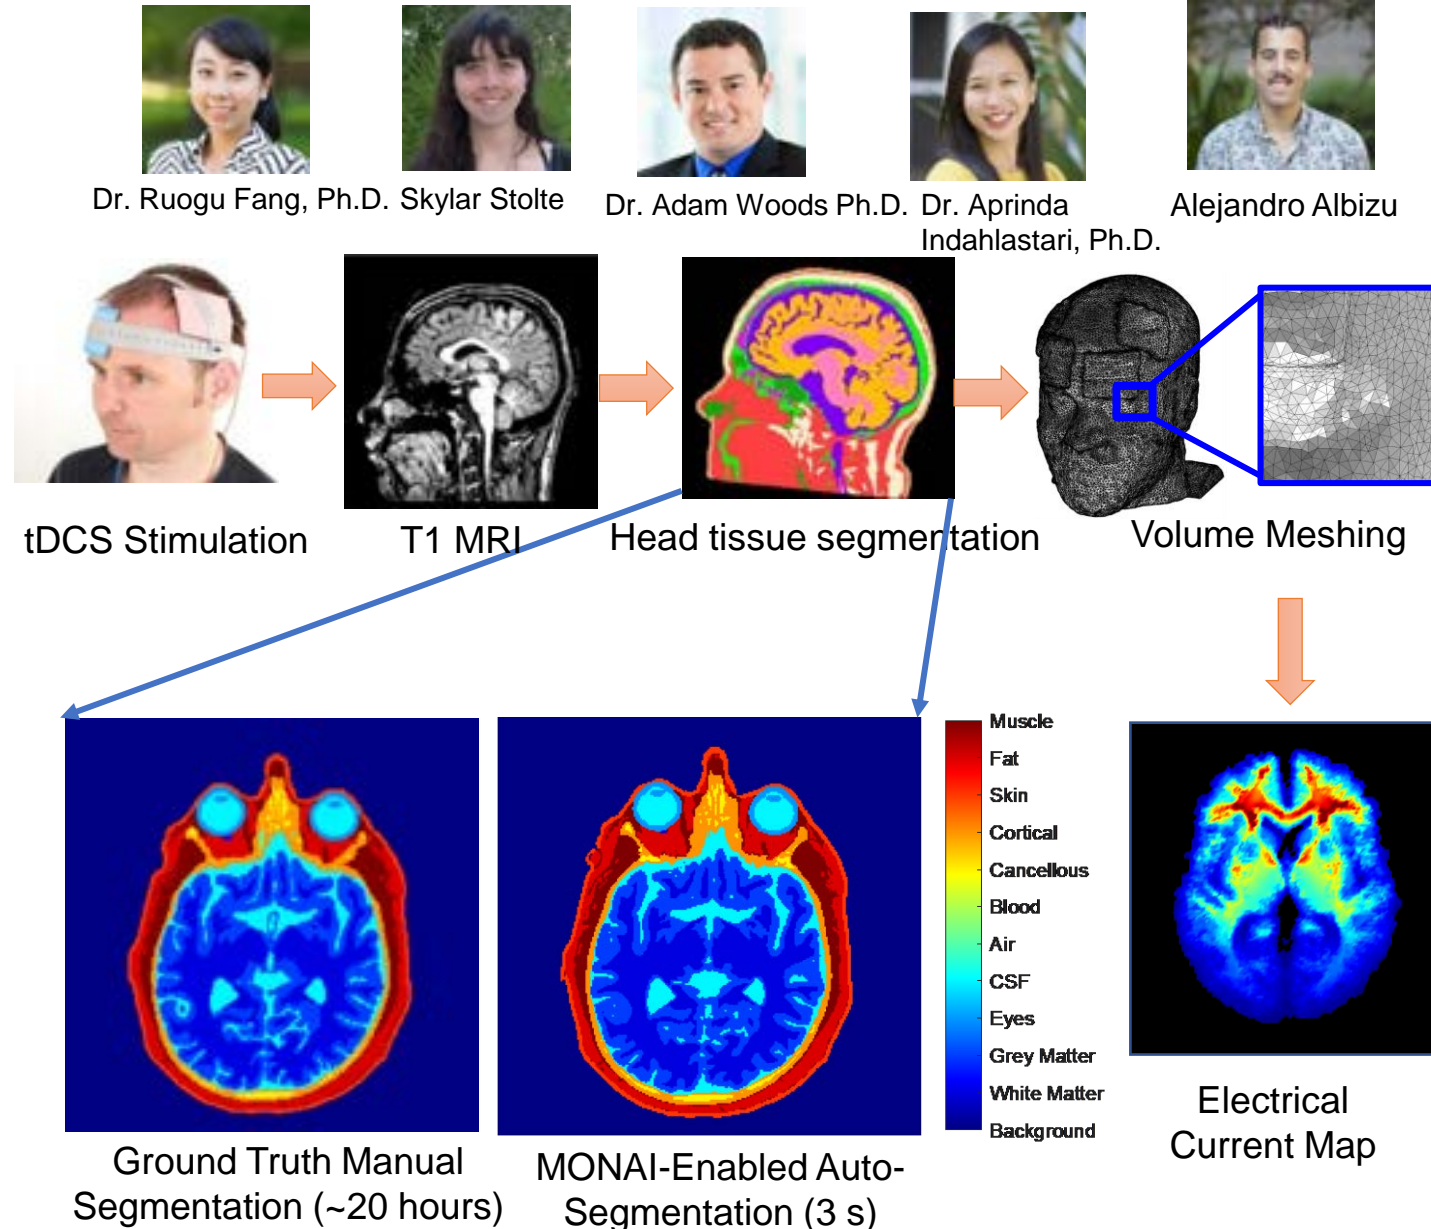 Dr. Ruogu Fang, Ph.D.
Skylar Stolte
Dr. Adam Woods Ph.D.
Dr. Aprinda
Indahlastari, Ph.D.
Alejandro Albizu
tDCS Stimulation
T1 MRI
Head tissue segmentation
Volume Meshing
Muscle
Fat
Skin
Cortical
Cancellous
Blood
Air
CSF
Eyes
Grey Matter
White Matter
Background
Ground Truth Manual
Segmentation (~20 hours)
MONAI-Enabled Auto-
Segmentation (3 s)
Electrical
Current Map